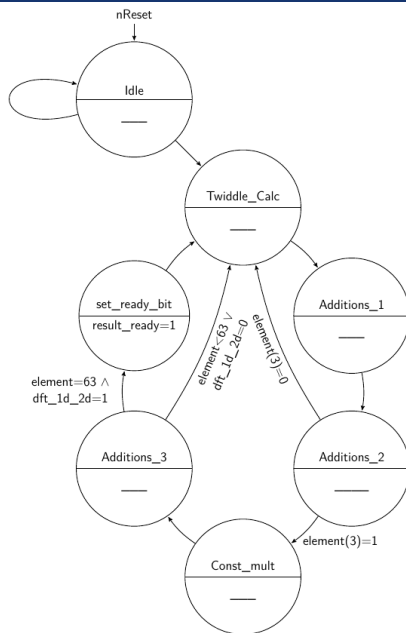 nReset
Idle
Twiddle_Calc
set_ready_bit
result_ready=1
Additions_1
element<63 ∨
dft_1d_2d=0
element(3)=0
element=63 ∧
dft_1d_2d=1
Additions_3
Additions_2
element(3)=1
Const_mult